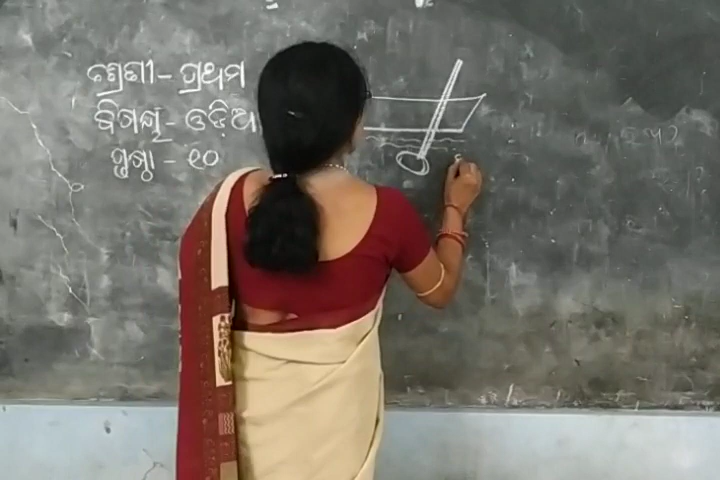 ଶ୍ରେଣୀ - ପ୍ରଥମ
ବିଷୟ - ଓଡ଼ିଆ
ପୃଷ୍ଠା - ୧୦